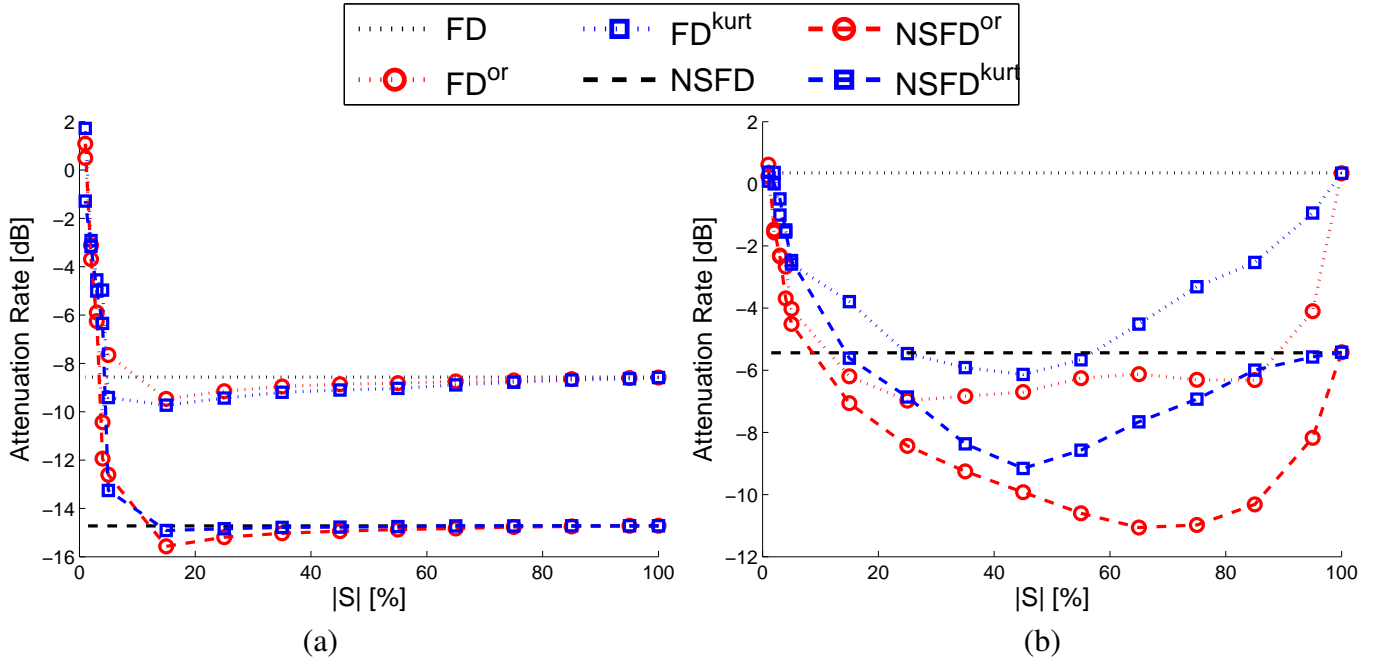 FD FD^kurt NSFD^or
FD^or NSFD NSFD^kurt
2
0
−2
−4
−6
−8
−10
−12
−14
−16
Attenuation Rate [dB]
0 20 40 60 80 100
|S| [%]
(a)
2
0
−2
−4
−6
−8
−10
−12
Attenuation Rate [dB]
0 20 40 60 80 100
|S| [%]
(b)